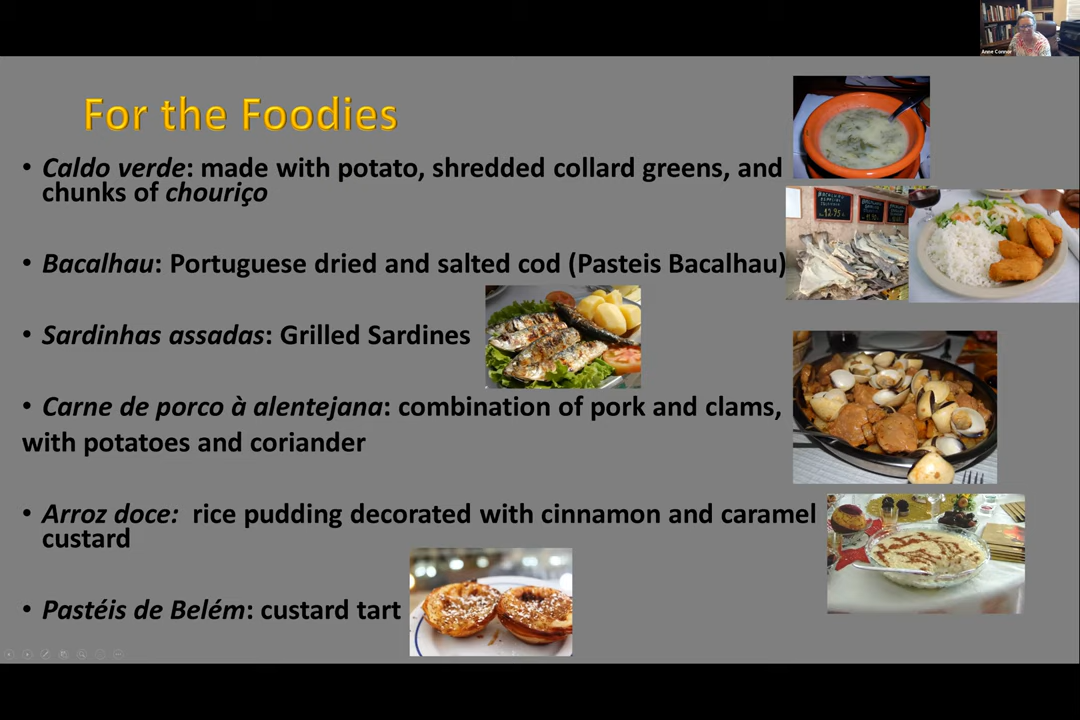 Anne Connor
For the Foodies
• Caldo verde: made with potato, shredded collard greens, and
chunks of chouriço
• Bacalhau: Portuguese dried and salted cod (Pasteis Bacalhau)
• Sardinhas assadas: Grilled Sardines
• Carne de porco à alentejana: combination of pork and clams,
with potatoes and coriander
• Arroz doce: rice pudding decorated with cinnamon and caramel
custard
• Pastéis de Belém: custard tart